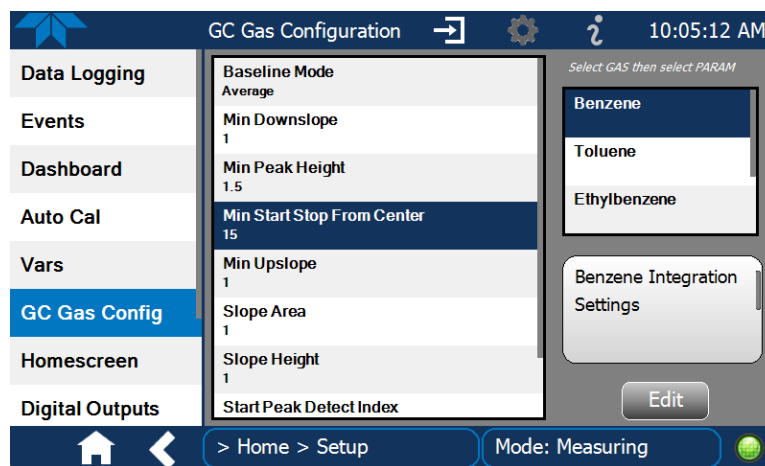 GC Gas Configuration
10:05:12 AM
Data Logging
Events
Dashboard
Auto Cal
Vars
GC Gas Config
Homescreen
Digital Outputs
Baseline Mode
Average
Min Downslope
1
Min Peak Height
1.5
Min Start Stop From Center
15
Min Upslope
1
Slope Area
1
Slope Height
1
Start Peak Detect Index
Select GAS then select PARAM
Benzene
Toluene
Ethylbenzene
Benzene Integration
Settings
Edit
> Home > Setup
Mode: Measuring